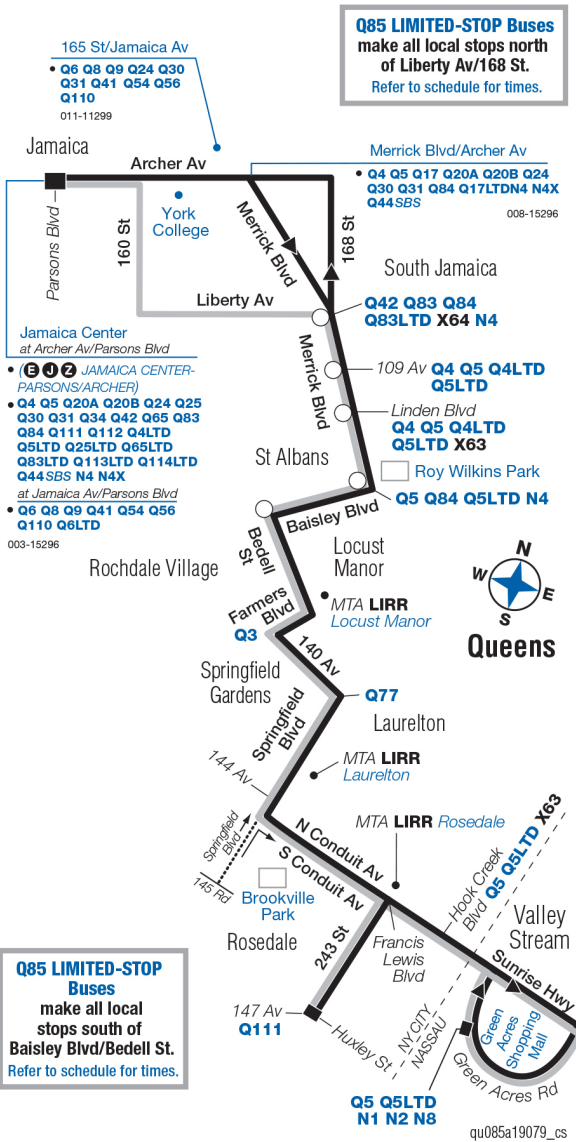 Q85 LIMITED-STOP Buses
make all local stops north
of Liberty Av/168 St.
Refer to schedule for times.
165 St/Jamaica Av
• Q6 Q8 Q9 Q24 Q30
Q31 Q41 Q54 Q56
Q110
011-11299
Jamaica
Archer Av
Merrick Blvd/Archer Av
• Q4 Q5 Q17 Q20A Q20B Q24
Q30 Q31 Q84 Q17LTDN4 N4X
Q44SBS
008-15296
York
College
Parsons Blvd
160 St
Merrick Blvd
168 St
South Jamaica
Liberty Av
Q42 Q83 Q84
Q83LTD X64 N4
Jamaica Center
at Archer Av/Parsons Blvd
• (E J Z JAMAICA CENTER-
PARSONS/ARCHER)
• Q4 Q5 Q20A Q20B Q24 Q25
Q30 Q31 Q34 Q42 Q65 Q83
Q84 Q111 Q112 Q4LTD
Q5LTD Q25LTD Q65LTD
Q83LTD Q113LTD Q114LTD
Q44SBS N4 N4X
at Jamaica Av/Parsons Blvd
• Q6 Q8 Q9 Q41 Q54 Q56
Q110 Q6LTD
003-15296
Merrick Blvd
109 Av Q4 Q5 Q4LTD
Q5LTD
Linden Blvd
Q4 Q5 Q4LTD
Q5LTD X63
St Albans
Roy Wilkins Park
Q5 Q84 Q5LTD N4
Baisley Blvd
Bedell
St
Locust
Manor
Rochdale Village
N
W
E
S
Queens
Farmers
Blvd
Q3
MTA LIRR
Locust Manor
140 Av
Springfield
Gardens
Q77
Springfield
Blvd
Laurelton
144 Av
MTA LIRR
Laurelton
Springfield
Blvd
145 Rd
N Conduit Av
S Conduit Av
MTA LIRR Rosedale
Hook Creek
Blvd Q5 Q5LTD X63
Brookville
Park
Rosedale
243 St
Francis
Lewis
Blvd
Valley
Stream
Sunrise Hwy
147 Av
Q111
Huxley St
NY CITY
NASSAU
Green
Acres
Shopping
Mall
Green Acres Rd
Q5 Q5LTD
N1 N2 N8
Q85 LIMITED-STOP
Buses
make all local
stops south of
Baisley Blvd/Bedell St.
Refer to schedule for times.
qu085a19079_cs